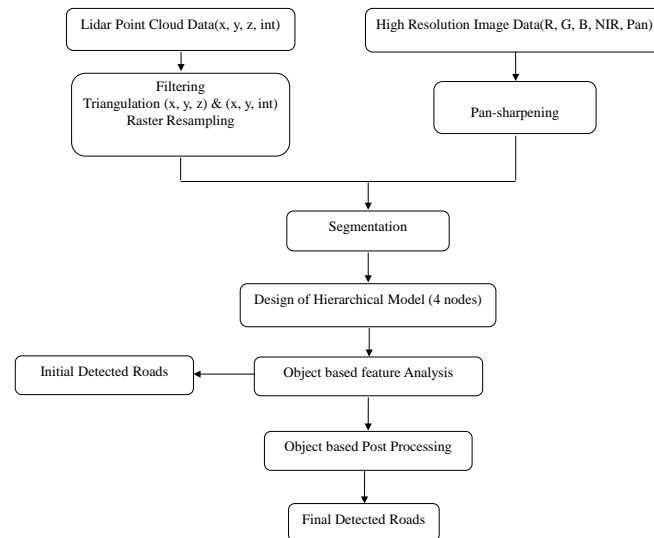 Lidar Point Cloud Data(x, y, z, int)
High Resolution Image Data(R, G, B, NIR, Pan)
Filtering
Triangulation (x, y, z) & (x, y, int)
Raster Resampling
Pan-sharpening
Segmentation
Design of Hierarchical Model (4 nodes)
Initial Detected Roads
Object based feature Analysis
Object based Post Processing
Final Detected Roads